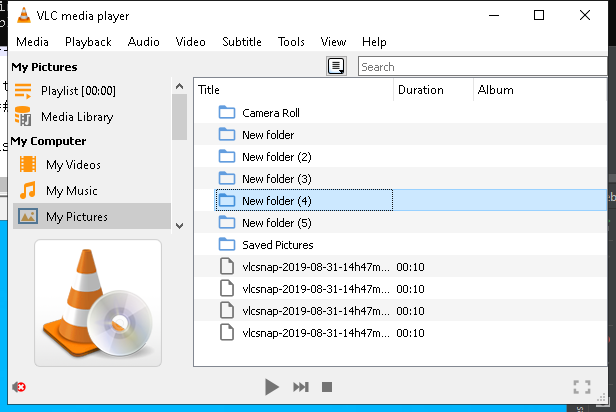 VLC media player
Media Playback Audio Video Subtitle Tools View Help
My Pictures
Search
Playlist [00:00]
Media Library
My Computer
My Videos
My Music
My Pictures
Title Duration Album
Camera Roll
New folder
New folder (2)
New folder (3)
New folder (4)
New folder (5)
Saved Pictures
vlcsnap-2019-08-31-14h47m... 00:10
vlcsnap-2019-08-31-14h47m... 00:10
vlcsnap-2019-08-31-14h47m... 00:10
vlcsnap-2019-08-31-14h47m... 00:10